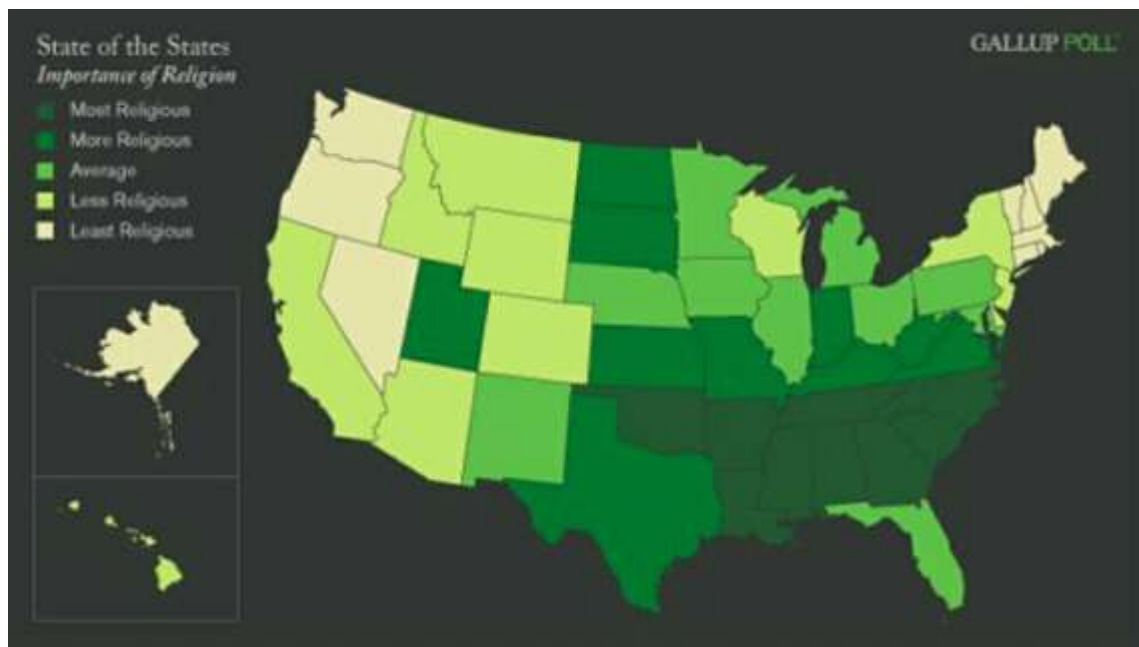 State of the States
Importance of Religion
Most Religious
More Religious
Average
Less Religious
Least Religious
GALLUP POLL